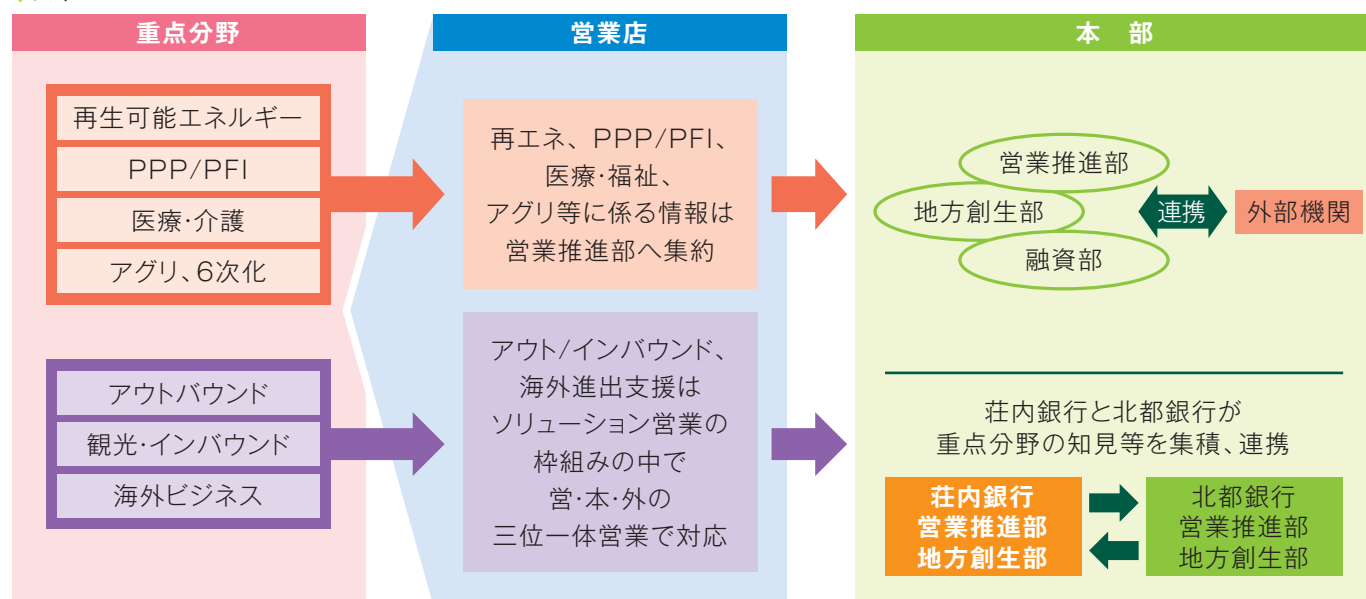 重点分野
再生可能エネルギー
PPP/PFI
医療・介護
アグリ、6次化
アウトバウンド
観光・インバウンド
海外ビジネス
営業店
再エネ、PPP/PFI、
医療・福祉、
アグリ等に係る情報は
営業推進部へ集約
アウト/インバウンド、
海外進出支援は
ソリューション営業の
枠組みの中で
営・本・外の
三位一体営業で対応
本 部
営業推進部
地方創生部
融資部
連携
外部機関
荘内銀行と北都銀行が
重点分野の知見等を集積、連携
荘内銀行
営業推進部
地方創生部
北都銀行
営業推進部
地方創生部